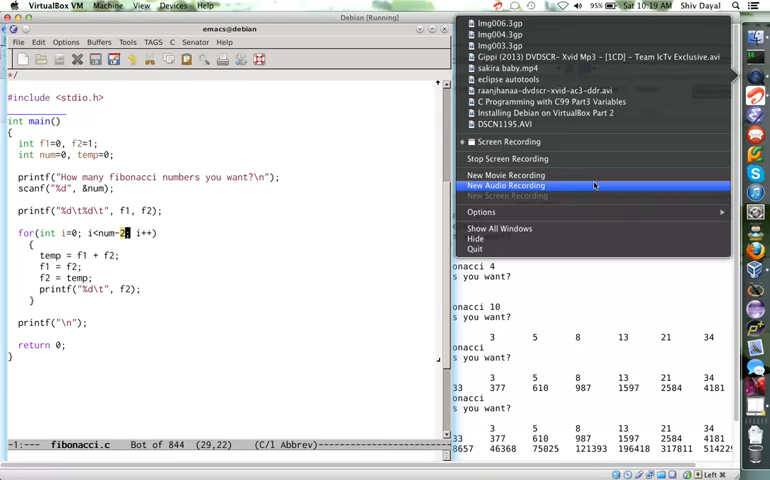 VirtualBox VM Machine View Devices Help 95% Sat 10:19 AM Shiv Dayal
Debian [Running]
emacs@debian
File Edit Options Buffers Tools TAGS C Senator Help
*/
#include <stdio.h>
int main()
{
int f1=0, f2=1;
int num=0, temp=0;
printf("How many fibonacci numbers you want?\n");
scanf("%d", &num);
printf("%d\t%d\t", f1, f2);
for(int i=0; i<num-2; i++)
{
temp = f1 + f2;
f1 = f2;
f2 = temp;
printf("%d\t", f2);
}
printf("\n");
return 0;
}
-1:--- fibonacci.c Bot of 844 (29,22) (C/l Abbrev)
Img006.3gp
Img004.3gp
Img003.3gp
Gippi (2013) DVDSCR- Xvid Mp3 - [1CD] - Team IcTv Exclusive.avi
sakira baby.mp4
eclipse autotools
raanjhanaa-dvdscr-xvid-ac3-ddr.avi
C Programming with C99 Part3 Variables
Installing Debian on VirtualBox Part 2
DSCN1195.AVI
Screen Recording
Stop Screen Recording
New Movie Recording
New Audio Recording
New Screen Recording
Options
Show All Windows
Hide
Quit
onacci 4
s you want?
onacci 10
s you want?
3 5 8 13 21 34
onacci
s you want?
3 5 8 13 21 34
33 377 610 987 1597 2584 4181
onacci
s you want?
3 5 8 13 21 34
33 377 610 987 1597 2584 4181
8657 46368 75025 121393 196418 317811 514229
Left ⌘